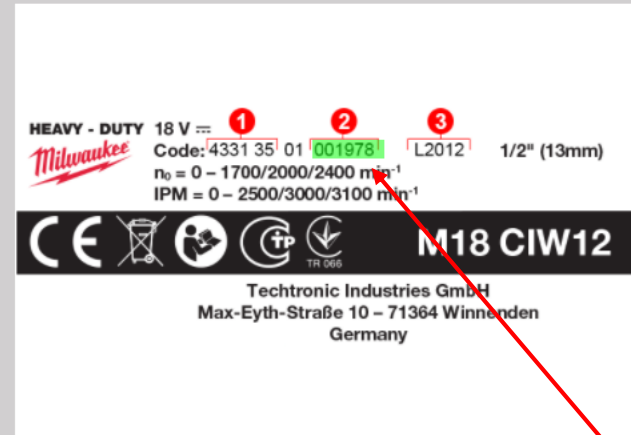 1 2 3
HEAVY - DUTY 18 V ⎓
Milwaukee Code: 4331 35 01 001978 L2012 1/2" (13mm)
n₀ = 0 – 1700/2000/2400 min⁻¹
IPM = 0 – 2500/3000/3100 min⁻¹
CE TP TR 066 M18 CIW12
Techtronic Industries GmbH
Max-Eyth-Straße 10 – 71364 Winnenden
Germany